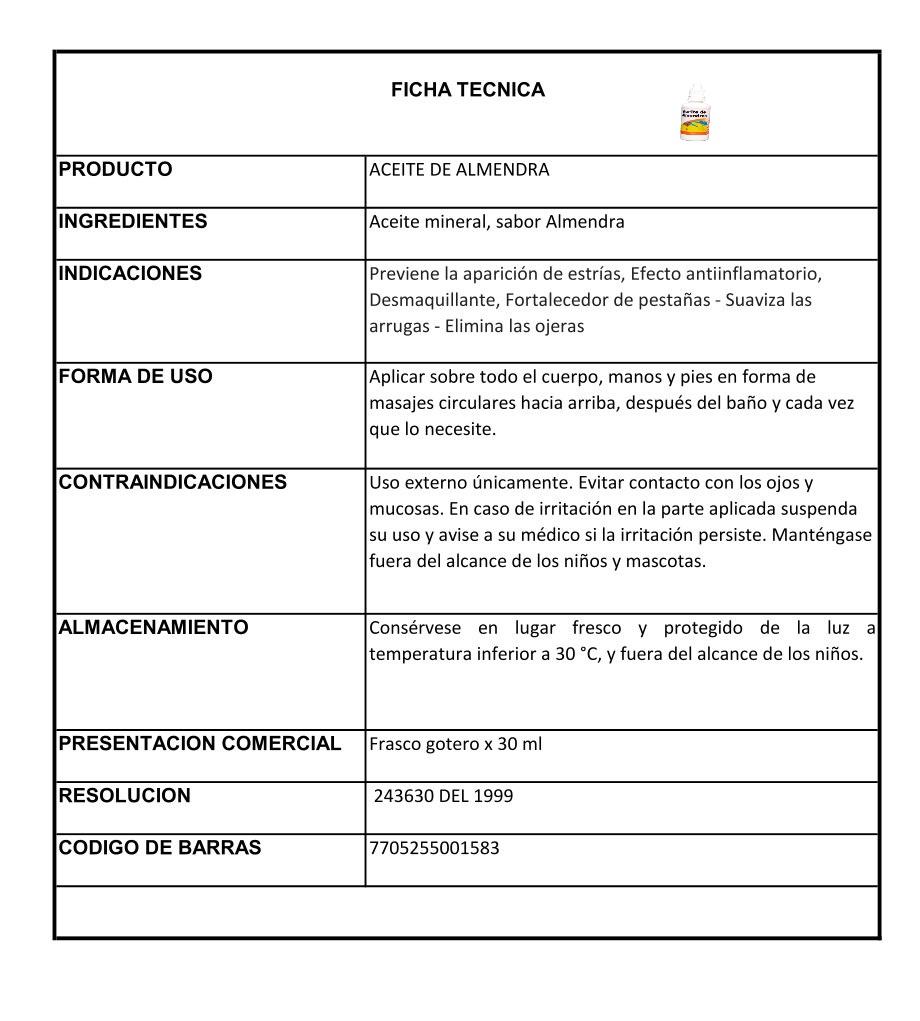 FICHA TECNICA
Aceite de
Almendras
PRODUCTO
ACEITE DE ALMENDRA
INGREDIENTES
Aceite mineral, sabor Almendra
INDICACIONES
Previene la aparición de estrías, Efecto antiinflamatorio,
Desmaquillante, Fortalecedor de pestañas - Suaviza las
arrugas - Elimina las ojeras
FORMA DE USO
Aplicar sobre todo el cuerpo, manos y pies en forma de
masajes circulares hacia arriba, después del baño y cada vez
que lo necesite.
CONTRAINDICACIONES
Uso externo únicamente. Evitar contacto con los ojos y
mucosas. En caso de irritación en la parte aplicada suspenda
su uso y avise a su médico si la irritación persiste. Manténgase
fuera del alcance de los niños y mascotas.
ALMACENAMIENTO
Consérvese en lugar fresco y protegido de la luz a
temperatura inferior a 30 °C, y fuera del alcance de los niños.
PRESENTACION COMERCIAL
Frasco gotero x 30 ml
RESOLUCION
243630 DEL 1999
CODIGO DE BARRAS
7705255001583